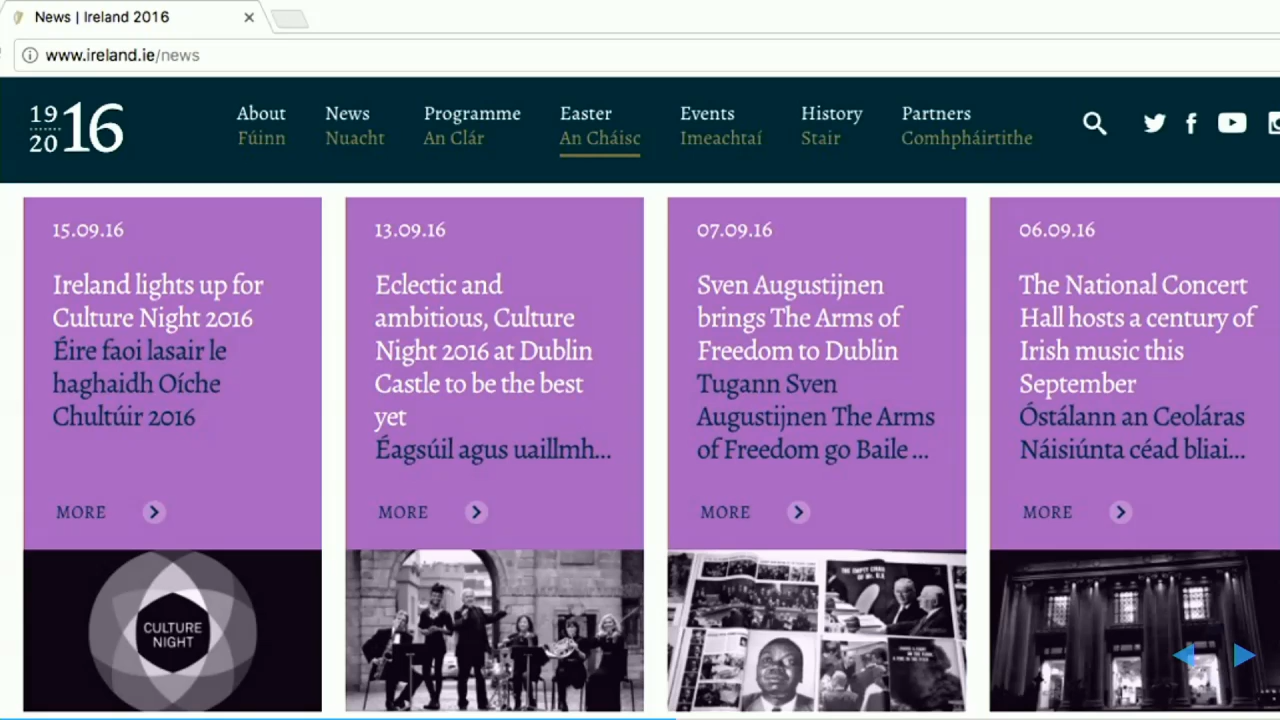 News | Ireland 2016
www.ireland.ie/news
19 16
20
About News Programme Easter Events History Partners
Fúinn Nuacht An Clár An Cháisc Imeachtaí Stair Comhpháirtithe
15.09.16
Ireland lights up for
Culture Night 2016
Éire faoi lasair le
haghaidh Oíche
Chultúir 2016
MORE
CULTURE
NIGHT
13.09.16
Eclectic and
ambitious, Culture
Night 2016 at Dublin
Castle to be the best
yet
Éagsúil agus uaillmh...
MORE
07.09.16
Sven Augustijnen
brings The Arms of
Freedom to Dublin
Tugann Sven
Augustijnen The Arms
of Freedom go Baile ...
MORE
06.09.16
The National Concert
Hall hosts a century of
Irish music this
September
Óstálann an Ceoláras
Náisiúnta céad bliai...
MORE